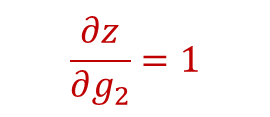 ∂z/∂g₂ = 1